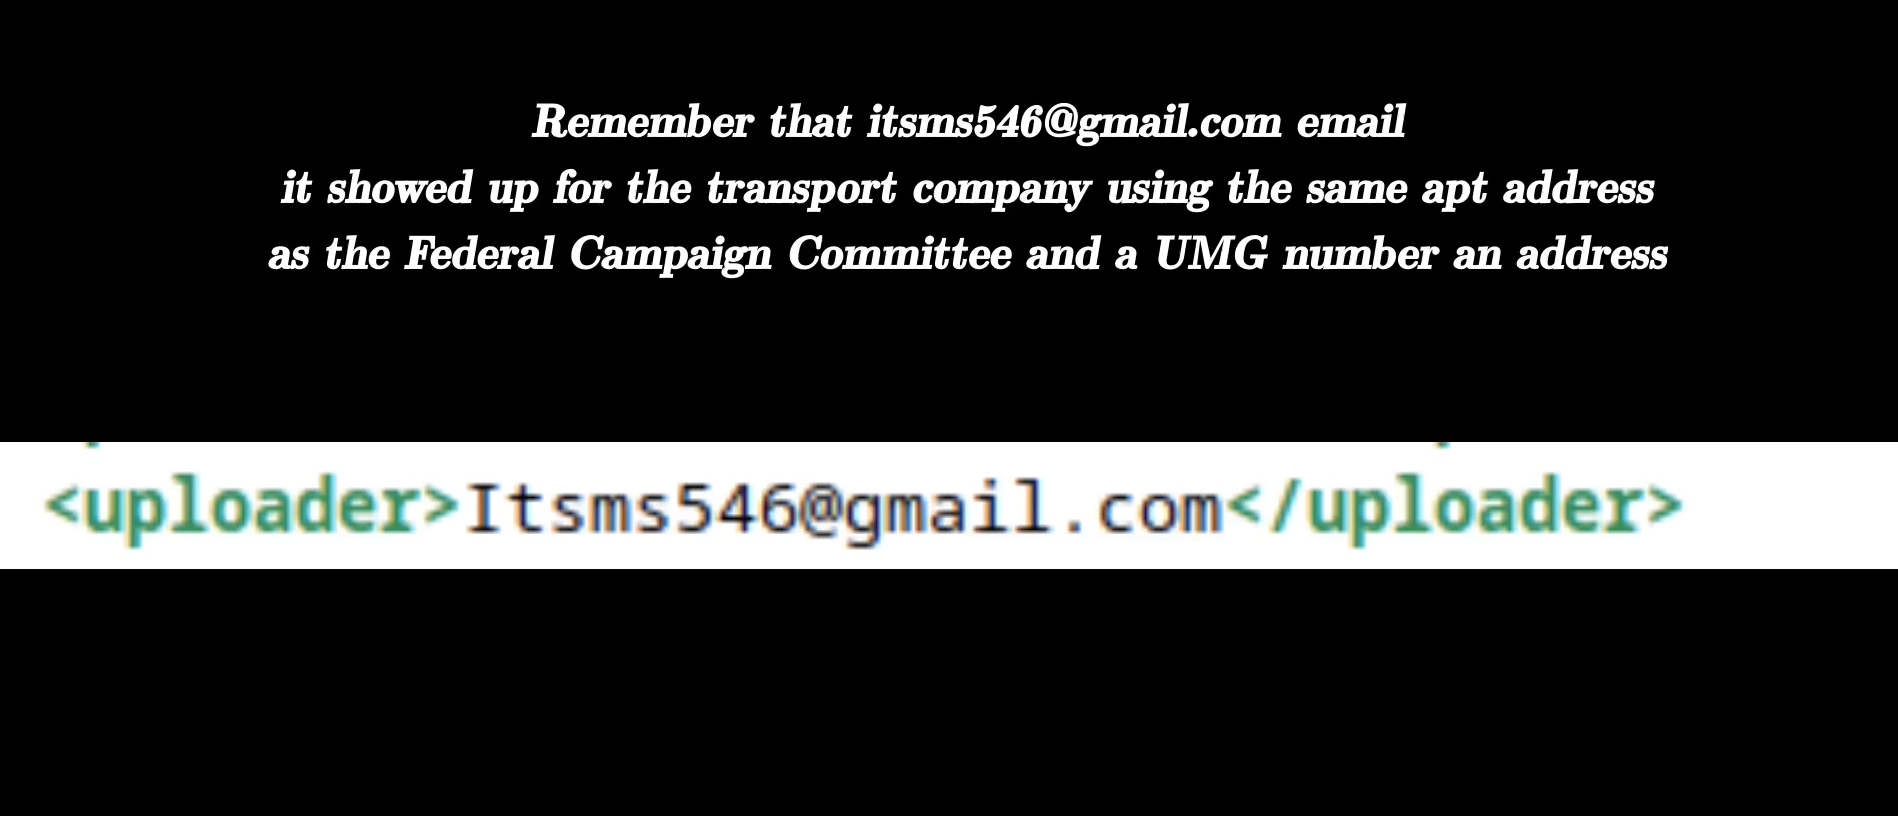 Remember that itsms546@gmail.com email
it showed up for the transport company using the same apt address
as the Federal Campaign Committee and a UMG number an address
<uploader>Itsms546@gmail.com</uploader>